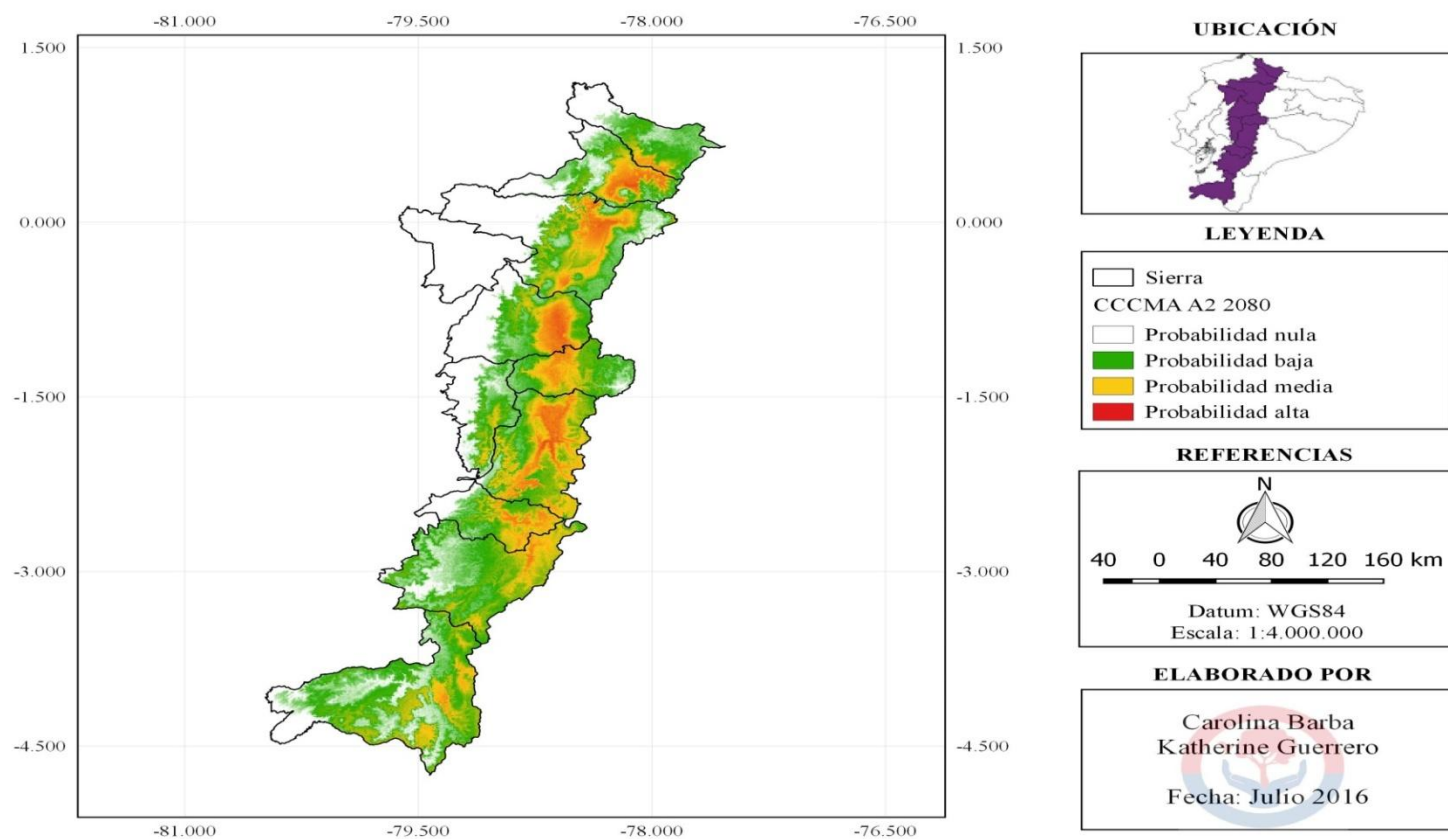 -81.000 -79.500 -78.000 -76.500
1.500 1.500
0.000 0.000
-1.500 -1.500
-3.000 -3.000
-4.500 -4.500
-81.000 -79.500 -78.000 -76.500
UBICACIÓN
LEYENDA
Sierra
CCCMA A2 2080
Probabilidad nula
Probabilidad baja
Probabilidad media
Probabilidad alta
REFERENCIAS
N
40 0 40 80 120 160 km
Datum: WGS84
Escala: 1:4.000.000
ELABORADO POR
Carolina Barba
Katherine Guerrero
Fecha: Julio 2016